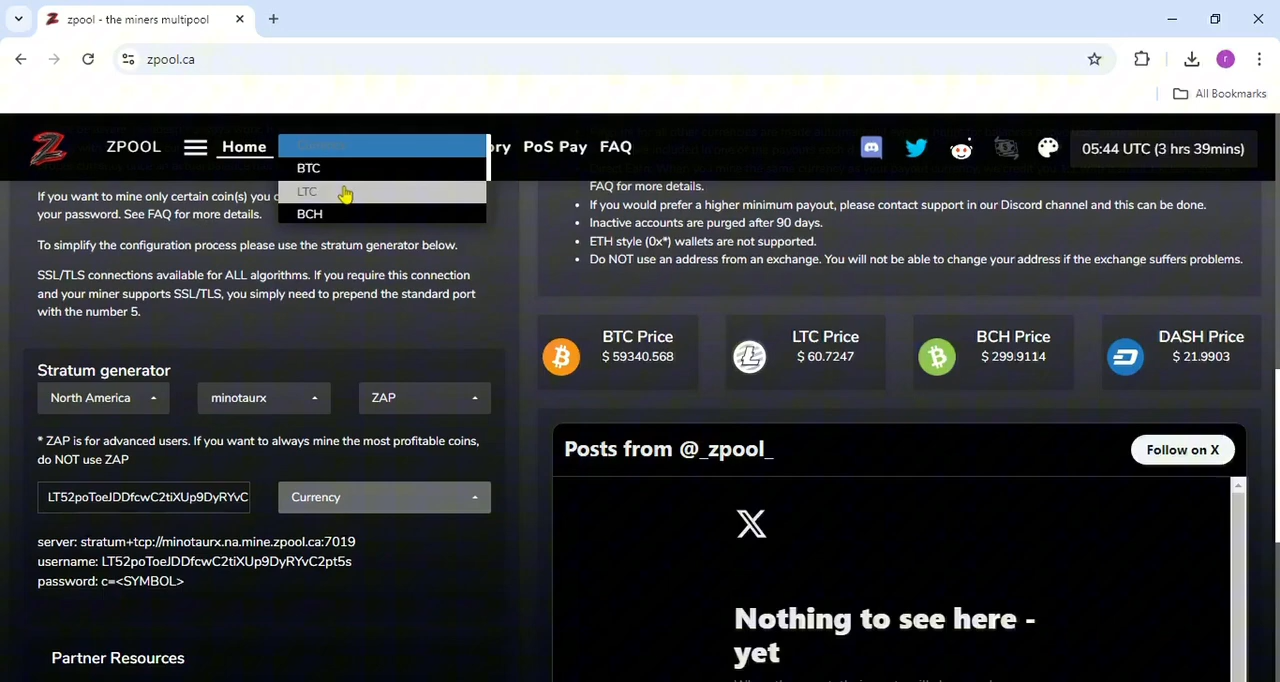 zpool - the miners multipool
zpool.ca
All Bookmarks
ZPOOL
Home
Currency
BTC
LTC
BCH
ory
PoS Pay
FAQ
05:44 UTC (3 hrs 39mins)
If you want to mine only certain coin(s) you c
your password. See FAQ for more details.
To simplify the configuration process please use the stratum generator below.
SSL/TLS connections available for ALL algorithms. If you require this connection
and your miner supports SSL/TLS, you simply need to prepend the standard port
with the number 5.
Stratum generator
North America
minotaurx
ZAP
* ZAP is for advanced users. If you want to always mine the most profitable coins,
do NOT use ZAP
LT52poToeJDDfcwC2tiXUp9DyRYvC
Currency
server: stratum+tcp://minotaurx.na.mine.zpool.ca:7019
username: LT52poToeJDDfcwC2tiXUp9DyRYvC2pt5s
password: c=<SYMBOL>
Partner Resources
FAQ for more details.
• If you would prefer a higher minimum payout, please contact support in our Discord channel and this can be done.
• Inactive accounts are purged after 90 days.
• ETH style (0x*) wallets are not supported.
• Do NOT use an address from an exchange. You will not be able to change your address if the exchange suffers problems.
BTC Price
$ 59340.568
LTC Price
$ 60.7247
BCH Price
$ 299.9114
DASH Price
$ 21.9903
Posts from @_zpool_
Follow on X
Nothing to see here -
yet